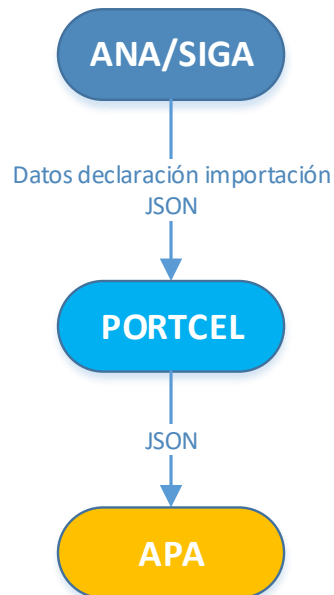 ANA/SIGA
Datos declaración importación
JSON
PORTCEL
JSON
APA